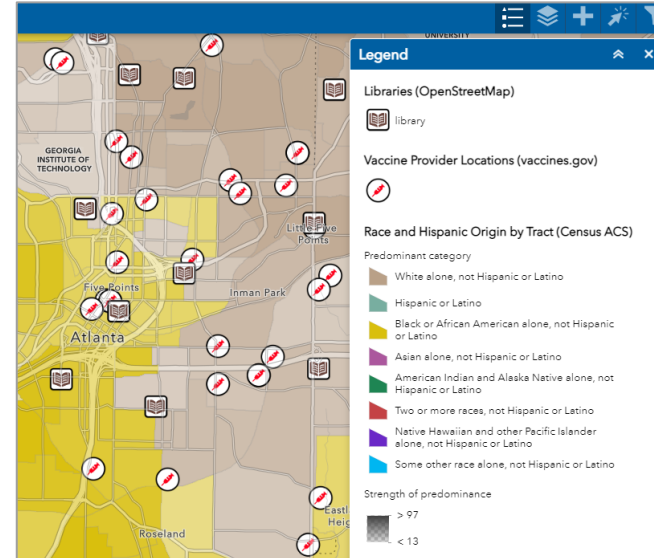 UNIVERSITY
Legend
Libraries (OpenStreetMap)
library
Vaccine Provider Locations (vaccines.gov)
Race and Hispanic Origin by Tract (Census ACS)
Predominant category
White alone, not Hispanic or Latino
Hispanic or Latino
Black or African American alone, not Hispanic
or Latino
Asian alone, not Hispanic or Latino
American Indian and Alaska Native alone, not
Hispanic or Latino
Two or more races, not Hispanic or Latino
Native Hawaiian and other Pacific Islander
alone, not Hispanic or Latino
Some other race alone, not Hispanic or Latino
Strength of predominance
> 97
< 13
GEORGIA
INSTITUTE OF
TECHNOLOGY
Little Five
Points
Five Points
Inman Park
Atlanta
Roseland